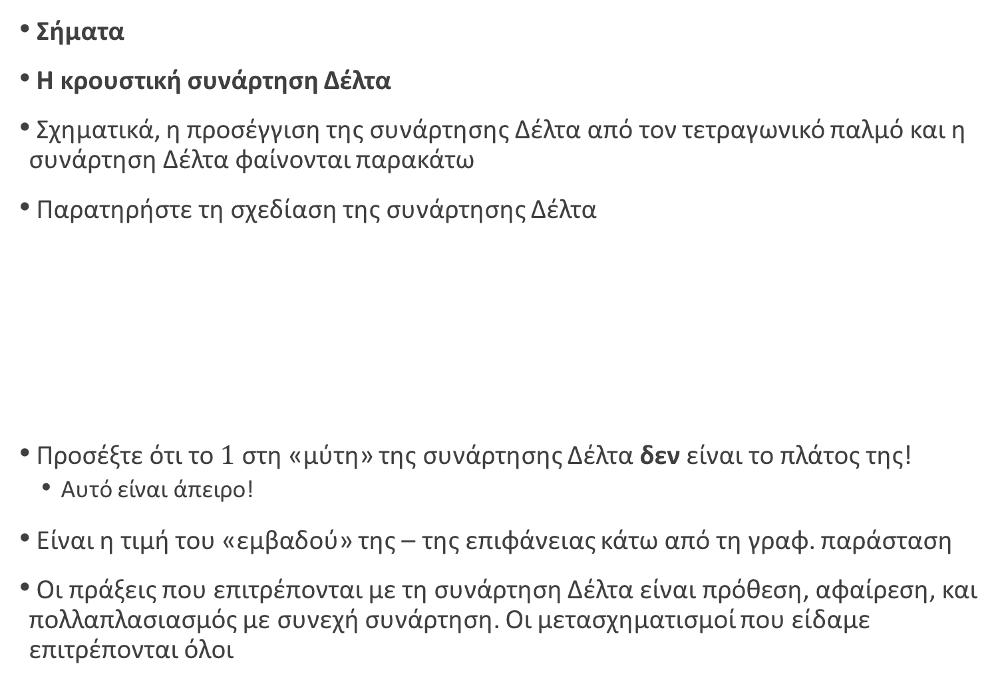 • Σήματα
• Η κρουστική συνάρτηση Δέλτα
• Σχηματικά, η προσέγγιση της συνάρτησης Δέλτα από τον τετραγωνικό παλμό και η
συνάρτηση Δέλτα φαίνονται παρακάτω
• Παρατηρήστε τη σχεδίαση της συνάρτησης Δέλτα
• Προσέξτε ότι το 1 στη «μύτη» της συνάρτησης Δέλτα δεν είναι το πλάτος της!
• Αυτό είναι άπειρο!
• Είναι η τιμή του «εμβαδού» της – της επιφάνειας κάτω από τη γραφ. παράσταση
• Οι πράξεις που επιτρέπονται με τη συνάρτηση Δέλτα είναι πρόθεση, αφαίρεση, και
πολλαπλασιασμός με συνεχή συνάρτηση. Οι μετασχηματισμοί που είδαμε
επιτρέπονται όλοι